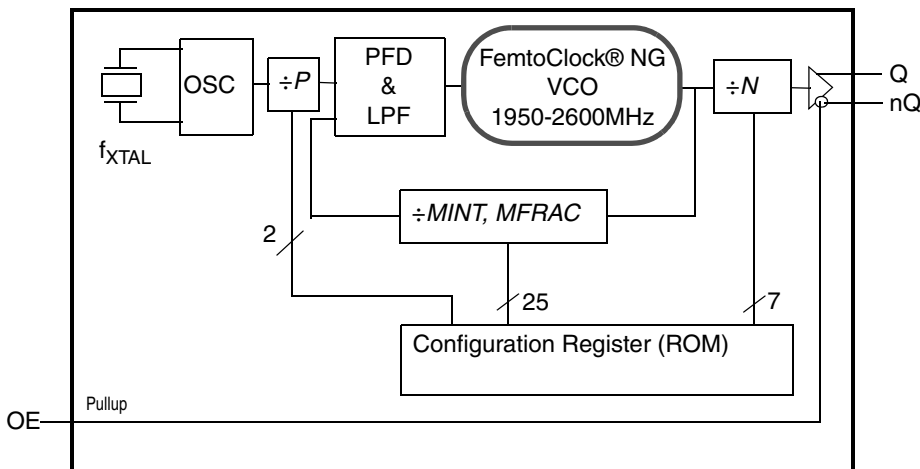 OSC
÷P
PFD
&
LPF
FemtoClock® NG
VCO
1950-2600MHz
÷N
Q
nQ
fXTAL
÷MINT, MFRAC
2
25
7
Configuration Register (ROM)
Pullup
OE